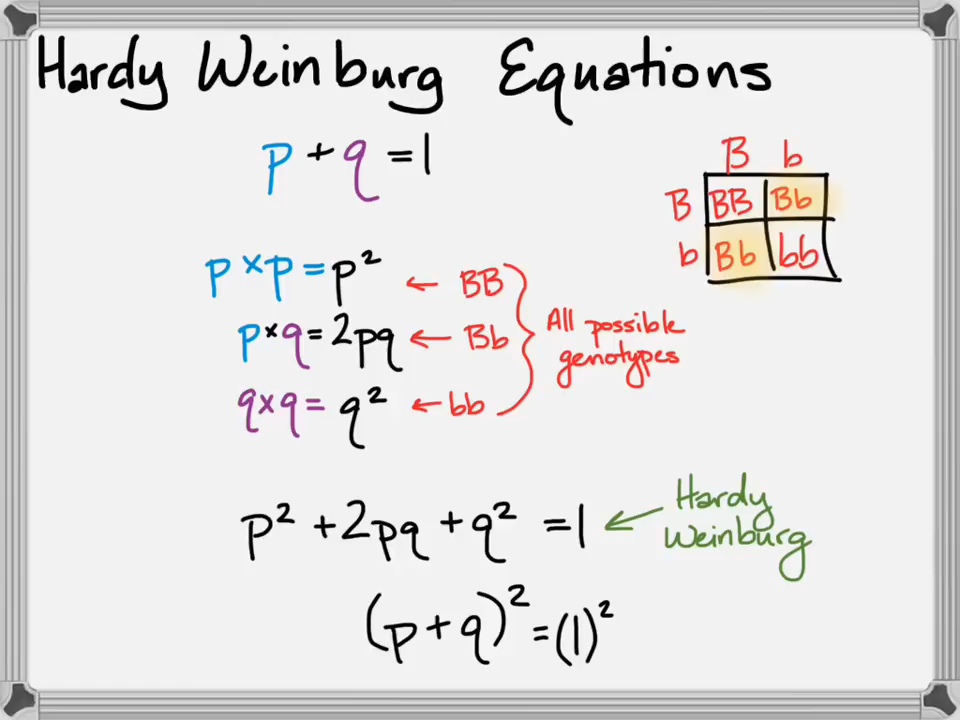 Hardy Weinburg Equations
p + q = 1
B b
B BB Bb
b Bb bb
p × p = p² ← BB
p × q = 2pq ← Bb
q × q = q² ← bb
All possible
genotypes
p² + 2pq + q² = 1 ← Hardy
Weinburg
(p + q)² = (1)²